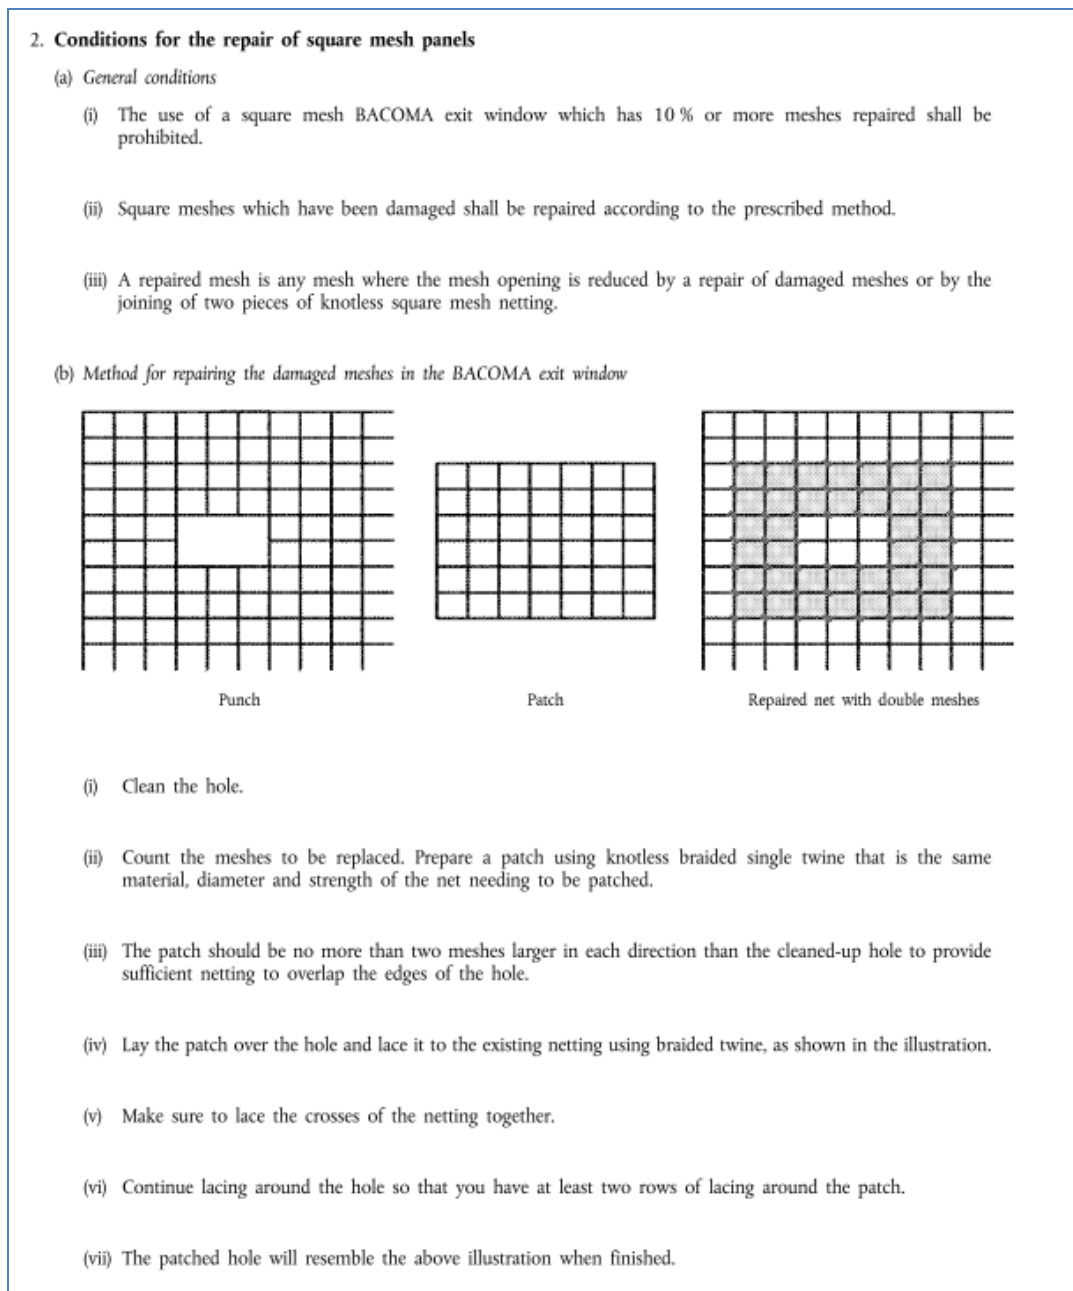 2. Conditions for the repair of square mesh panels
(a) General conditions
(i) The use of a square mesh BACOMA exit window which has 10 % or more meshes repaired shall be
prohibited.
(ii) Square meshes which have been damaged shall be repaired according to the prescribed method.
(iii) A repaired mesh is any mesh where the mesh opening is reduced by a repair of damaged meshes or by the
joining of two pieces of knotless square mesh netting.
(b) Method for repairing the damaged meshes in the BACOMA exit window
Punch Patch Repaired net with double meshes
(i) Clean the hole.
(ii) Count the meshes to be replaced. Prepare a patch using knotless braided single twine that is the same
material, diameter and strength of the net needing to be patched.
(iii) The patch should be no more than two meshes larger in each direction than the cleaned-up hole to provide
sufficient netting to overlap the edges of the hole.
(iv) Lay the patch over the hole and lace it to the existing netting using braided twine, as shown in the illustration.
(v) Make sure to lace the crosses of the netting together.
(vi) Continue lacing around the hole so that you have at least two rows of lacing around the patch.
(vii) The patched hole will resemble the above illustration when finished.